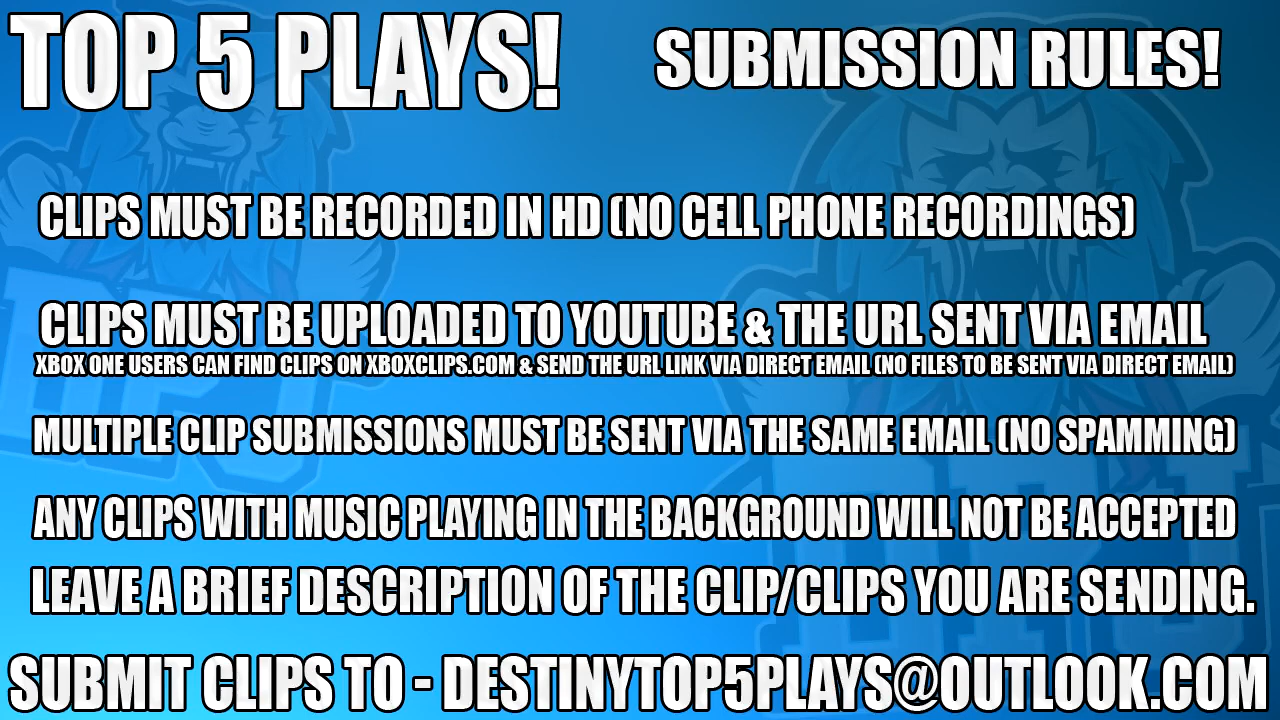 TOP 5 PLAYS!
SUBMISSION RULES!
CLIPS MUST BE RECORDED IN HD (NO CELL PHONE RECORDINGS)
CLIPS MUST BE UPLOADED TO YOUTUBE & THE URL SENT VIA EMAIL
XBOX ONE USERS CAN FIND CLIPS ON XBOXCLIPS.COM & SEND THE URL LINK VIA DIRECT EMAIL (NO FILES TO BE SENT VIA DIRECT EMAIL)
MULTIPLE CLIP SUBMISSIONS MUST BE SENT VIA THE SAME EMAIL (NO SPAMMING)
ANY CLIPS WITH MUSIC PLAYING IN THE BACKGROUND WILL NOT BE ACCEPTED
LEAVE A BRIEF DESCRIPTION OF THE CLIP/CLIPS YOU ARE SENDING.
SUBMIT CLIPS TO - DESTINYTOP5PLAYS@OUTLOOK.COM